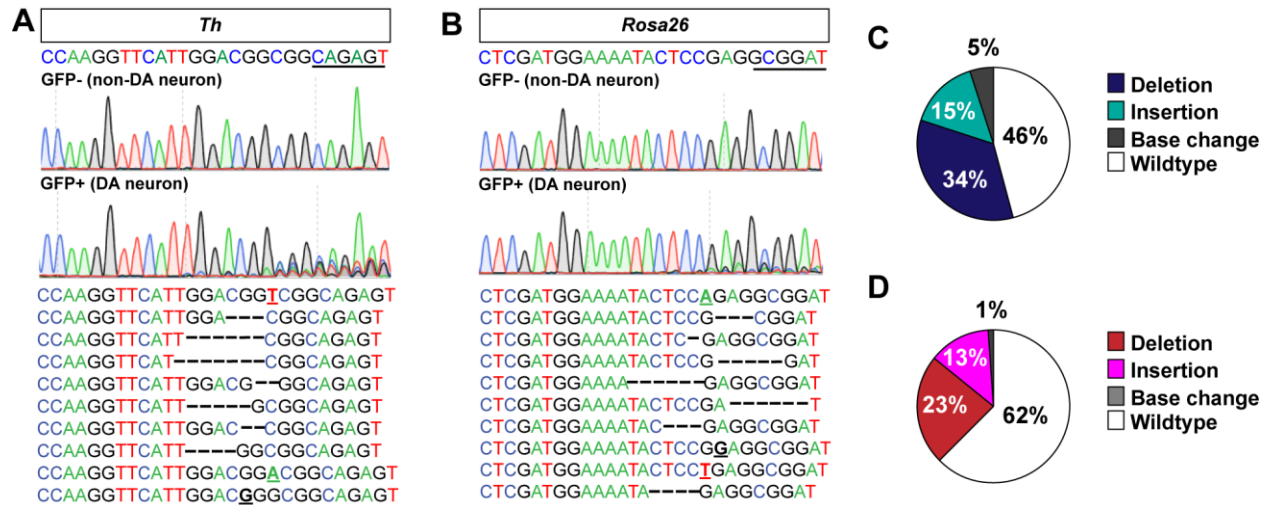 A
Th
CCAAGGTTCATTGGACGGCGGCAGAGT
GFP- (non-DA neuron)
GFP+ (DA neuron)
CCAAGGTTCATTGGACGGTCGGCAGAGT
CCAAGGTTCATTGGA----CGGCAGAGT
CCAAGGTTCATT------CGGCAGAGT
CCAAGGTTCAT-------CGGCAGAGT
CCAAGGTTCATTGGACG--GGCAGAGT
CCAAGGTTCATT-----GCGGCAGAGT
CCAAGGTTCATTGGAC--CGGCAGAGT
CCAAGGTTCATT----GGCGGCAGAGT
CCAAGGTTCATTGGACGGACGGCAGAGT
CCAAGGTTCATTGGACGGGCGGCAGAGT
B
Rosa26
CTCGATGGAAAATACTCCGAGGCGGAT
GFP- (non-DA neuron)
GFP+ (DA neuron)
CTCGATGGAAAATACTCCAGAGGCGGAT
CTCGATGGAAAATACTCCG----CGGAT
CTCGATGGAAAATACTC-GAGGCGGAT
CTCGATGGAAAATACTCCG-----GAT
CTCGATGGAAAA------GAGGCGGAT
CTCGATGGAAAATACTCCGA------T
CTCGATGGAAAATAC---GAGGCGGAT
CTCGATGGAAAATACTCCGGAGGCGGAT
CTCGATGGAAAATACTCCTGAGGCGGAT
CTCGATGGAAAATA----GAGGCGGAT
C
5%
15%
46%
34%
Deletion
Insertion
Base change
Wildtype
D
1%
13%
23%
62%
Deletion
Insertion
Base change
Wildtype